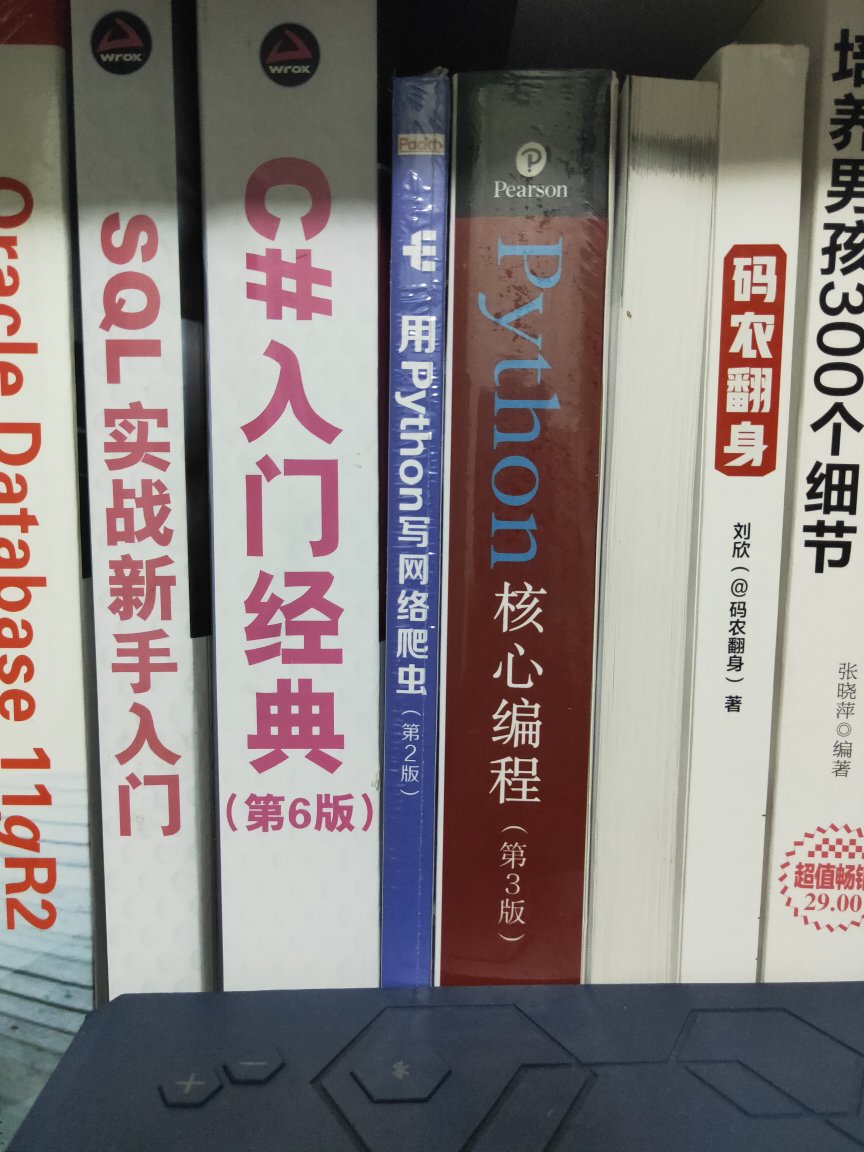 Oracle Database 11gR2
wrox
SQL 实战新手入门
wrox
C#入门经典
（第6版）
Packt
用Python写网络爬虫
（第2版）
Pearson
Python核心编程
（第3版）
码农翻身
刘欣（@码农翻身）著
培养男孩300个细节
张晓萍◎编著
超值畅销
29.00